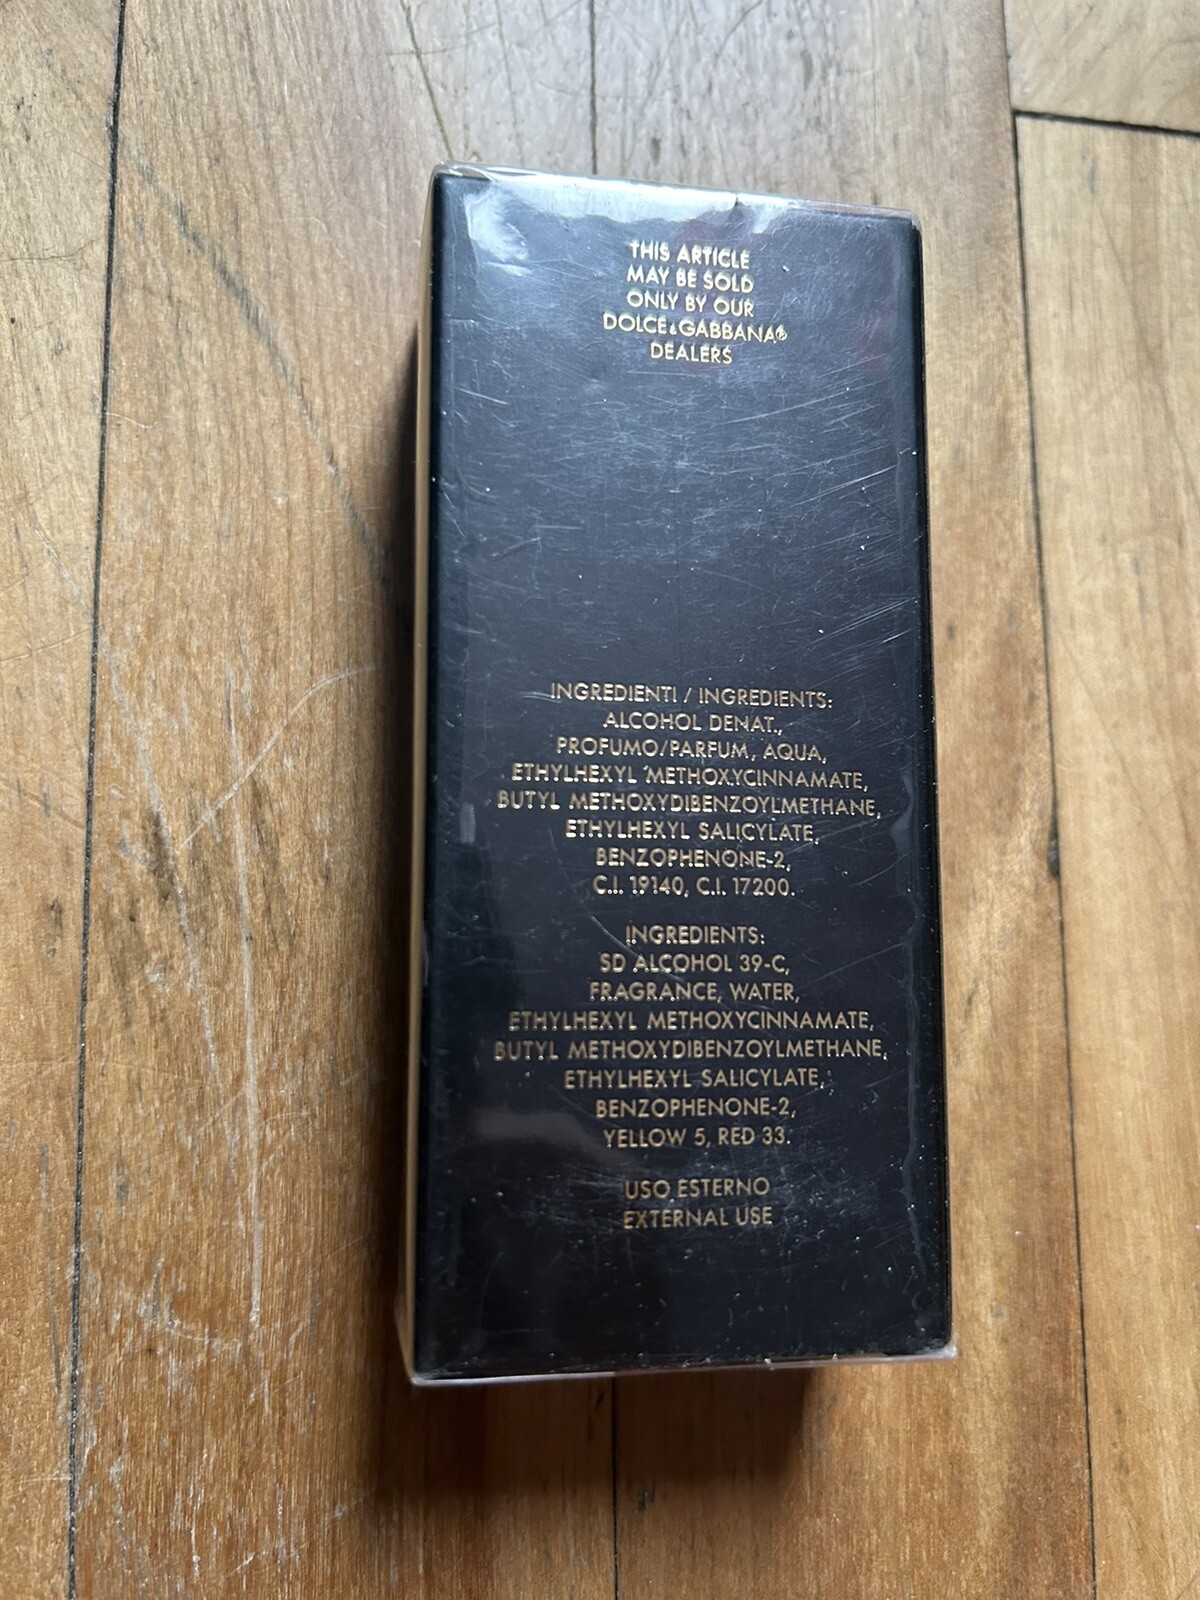 THIS ARTICLE
MAY BE SOLD
ONLY BY OUR
DOLCE&GABBANA®
DEALERS
INGREDIENTI / INGREDIENTS:
ALCOHOL DENAT.,
PROFUMO/PARFUM, AQUA,
ETHYLHEXYL METHOXYCINNAMATE,
BUTYL METHOXYDIBENZOYLMETHANE,
ETHYLHEXYL SALICYLATE,
BENZOPHENONE-2,
C.I. 19140, C.I. 17200.
INGREDIENTS:
SD ALCOHOL 39-C,
FRAGRANCE, WATER,
ETHYLHEXYL METHOXYCINNAMATE,
BUTYL METHOXYDIBENZOYLMETHANE,
ETHYLHEXYL SALICYLATE,
BENZOPHENONE-2,
YELLOW 5, RED 33.
USO ESTERNO
EXTERNAL USE